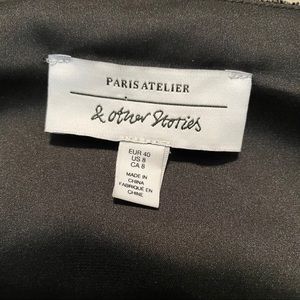 PARIS ATELIER
& other Stories
EUR 40
US 8
CA 8
MADE IN
CHINA
FABRIQUÉ EN
CHINE